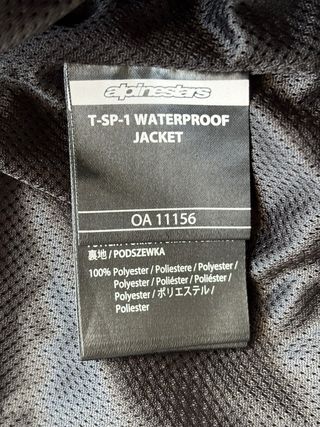 alpinestars
T-SP-1 WATERPROOF
JACKET
OA 11156
裏地 / PODSZEWKA
100% Polyester / Poliestere / Polyester /
Polyester / Poliéster / Poliéster /
Polyester / ポリエステル /
Poliester